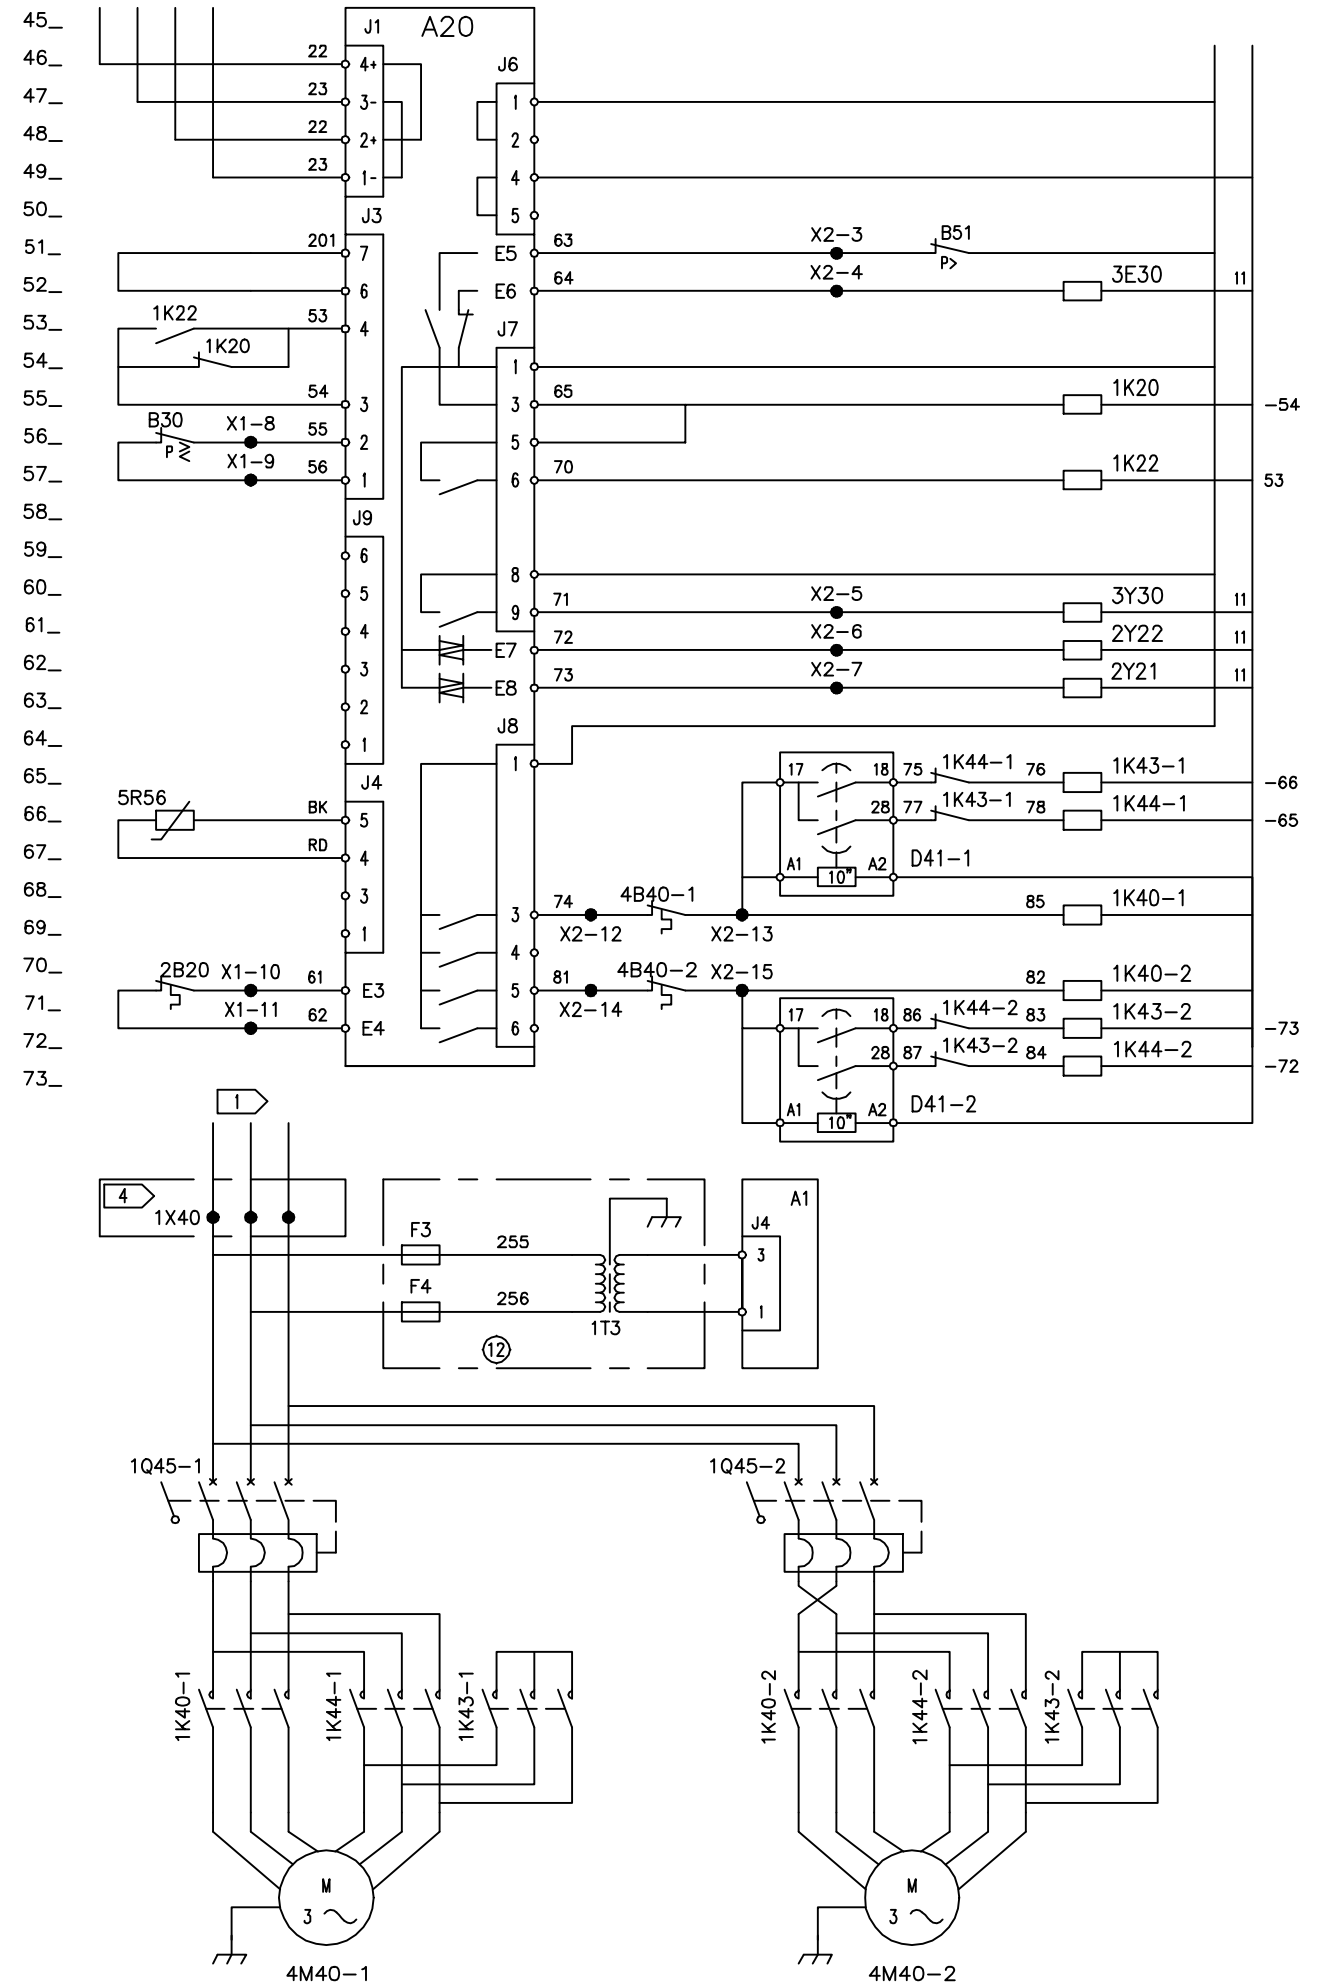 45_
J1 A20
46_ 22 4+ J6
47_ 23 3- 1
48_ 22 2+ 2
49_ 23 1- 4
50_ J3 5
51_ 201 7 E5 63 X2-3 B51
P>
52_ 6 E6 64 X2-4 3E30 11
53_ 1K22 53 4 J7
54_ 1K20 1
55_ 54 3 3 65 1K20 -54
56_ B30 X1-8 55 2 5
P ≥
57_ X1-9 56 1 6 70 1K22 53
58_ J9
59_ 6
60_ 5 8
61_ 4 9 71 X2-5 3Y30 11
62_ 3 E7 72 X2-6 2Y22 11
63_ 2 E8 73 X2-7 2Y21 11
64_ 1 J8
1
65_ J4 17 18 75 1K44-1 76 1K43-1 -66
66_ 5R56 BK 5 28 77 1K43-1 78 1K44-1 -65
67_ RD 4 A1 10" A2 D41-1
68_ 3
69_ 1 3 74 X2-12 4B40-1 X2-13 85 1K40-1
70_ 4
71_ 2B20 X1-10 61 E3 5 81 X2-14 4B40-2 X2-15 82 1K40-2
72_ X1-11 62 E4 6 17 18 86 1K44-2 83 1K43-2 -73
73_ 28 87 1K43-2 84 1K44-2 -72
A1 10" A2 D41-2
1
4 1X40 A1
F3 255 J4 3
F4 256 1T3 1
12
1Q45-1 1Q45-2
1K40-1 1K44-1 1K43-1 1K40-2 1K44-2 1K43-2
M M
3 ~ 3 ~
4M40-1 4M40-2